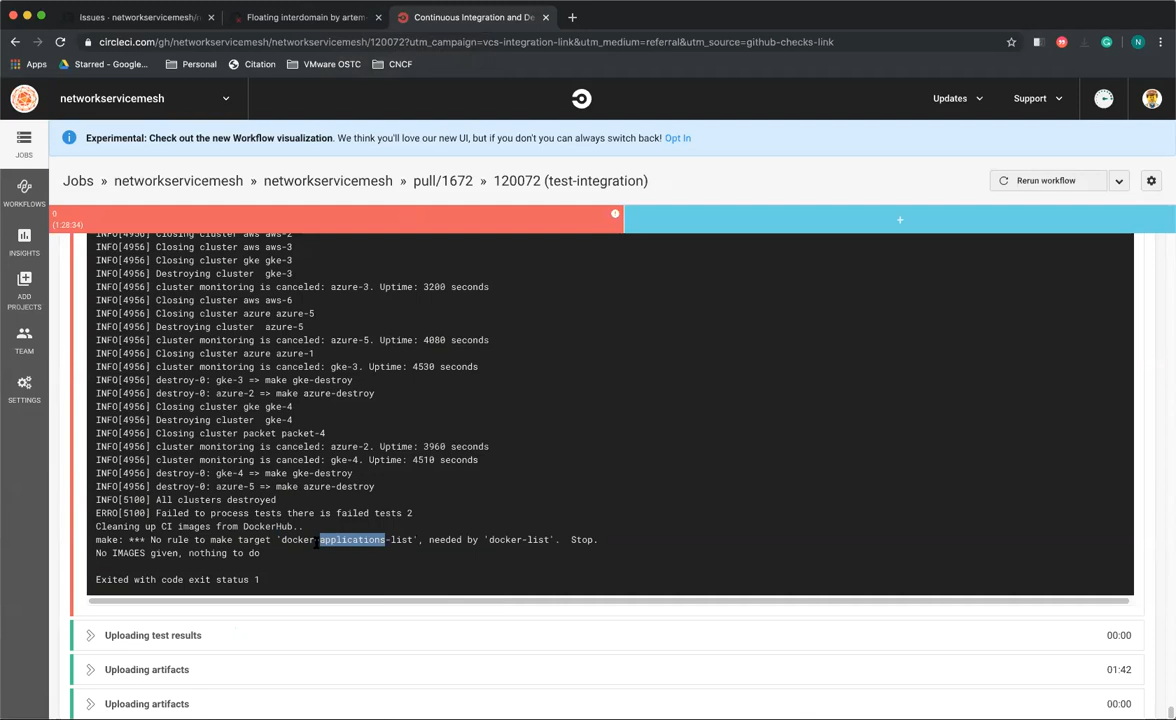 Issues · networkservicemesh/n
Floating interdomain by artem-
Continuous Integration and De
circleci.com/gh/networkservicemesh/networkservicemesh/120072?utm_campaign=vcs-integration-link&utm_medium=referral&utm_source=github-checks-link
N
Apps
Starred - Google...
Personal
Citation
VMware OSTC
CNCF
networkservicemesh
Updates
Support
JOBS
Experimental: Check out the new Workflow visualization. We think you'll love our new UI, but if you don't you can always switch back! Opt In
Jobs » networkservicemesh » networkservicemesh » pull/1672 » 120072 (test-integration)
Rerun workflow
WORKFLOWS
0
(1:28:34)
+
INSIGHTS
ADD
PROJECTS
TEAM
SETTINGS
INFO[4956] Closing cluster aws aws-2
INFO[4956] Closing cluster aws aws-3
INFO[4956] Closing cluster gke gke-3
INFO[4956] Destroying cluster  gke-3
INFO[4956] cluster monitoring is canceled: azure-3. Uptime: 3200 seconds
INFO[4956] Closing cluster aws aws-6
INFO[4956] Closing cluster azure azure-5
INFO[4956] Destroying cluster  azure-5
INFO[4956] cluster monitoring is canceled: azure-5. Uptime: 4080 seconds
INFO[4956] Closing cluster azure azure-1
INFO[4956] cluster monitoring is canceled: gke-3. Uptime: 4530 seconds
INFO[4956] destroy-0: gke-3 => make gke-destroy
INFO[4956] destroy-0: azure-2 => make azure-destroy
INFO[4956] Closing cluster gke gke-4
INFO[4956] Destroying cluster  gke-4
INFO[4956] Closing cluster packet packet-4
INFO[4956] cluster monitoring is canceled: azure-2. Uptime: 3960 seconds
INFO[4956] cluster monitoring is canceled: gke-4. Uptime: 4510 seconds
INFO[4956] destroy-0: gke-4 => make gke-destroy
INFO[4956] destroy-0: azure-5 => make azure-destroy
INFO[5100] All clusters destroyed
ERRO[5100] Failed to process tests there is failed tests 2
Cleaning up CI images from DockerHub..
make: *** No rule to make target 'docker-applications-list', needed by 'docker-list'.  Stop.
No IMAGES given, nothing to do
Exited with code exit status 1
Uploading test results
00:00
Uploading artifacts
01:42
Uploading artifacts
00:00